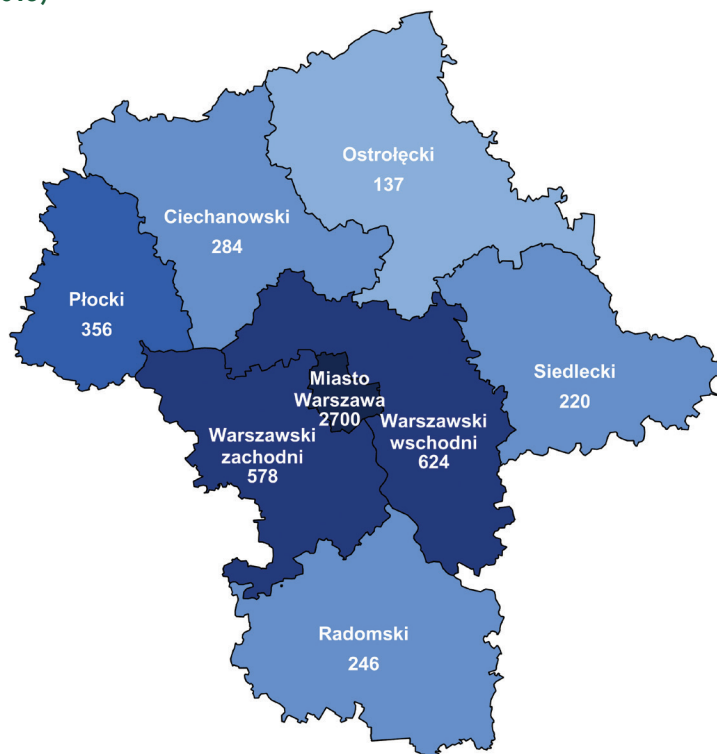 Ostrołęcki
137
Ciechanowski
284
Płocki
356
Miasto
Warszawa
2700
Siedlecki
220
Warszawski
zachodni
578
Warszawski
wschodni
624
Radomski
246